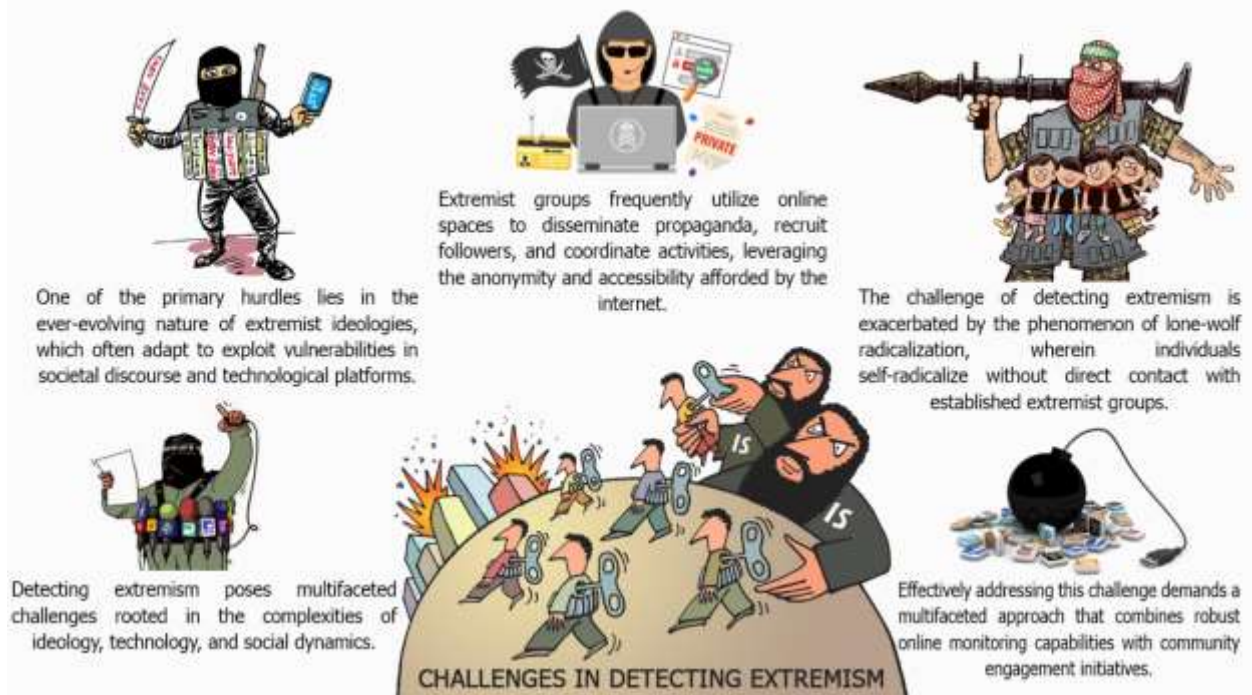 PRIVATE
Extremist groups frequently utilize online
spaces to disseminate propaganda, recruit
followers, and coordinate activities, leveraging
the anonymity and accessibility afforded by the
internet.
One of the primary hurdles lies in the
ever-evolving nature of extremist ideologies,
which often adapt to exploit vulnerabilities in
societal discourse and technological platforms.
The challenge of detecting extremism is
exacerbated by the phenomenon of lone-wolf
radicalization, wherein individuals
self-radicalize without direct contact with
established extremist groups.
IS
IS
Detecting extremism poses multifaceted
challenges rooted in the complexities of
ideology, technology, and social dynamics.
Effectively addressing this challenge demands a
multifaceted approach that combines robust
online monitoring capabilities with community
engagement initiatives.
CHALLENGES IN DETECTING EXTREMISM